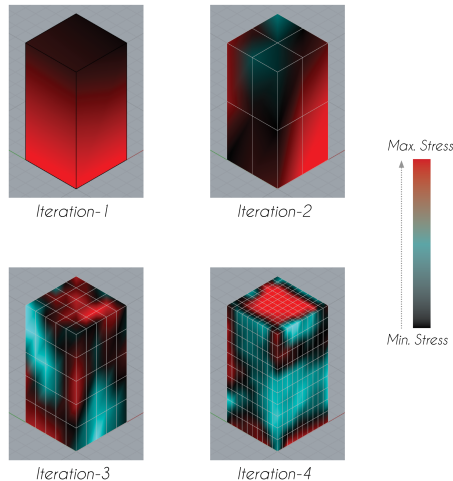 Iteration-1
Iteration-2
Max. Stress
Min. Stress
Iteration-3
Iteration-4